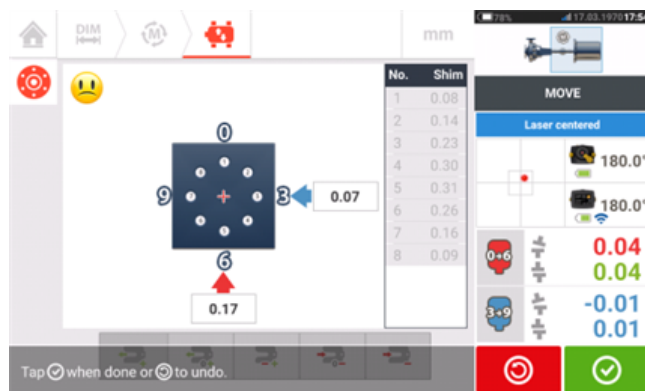 78% 17.03.1970 17:54
DIM
(M)
mm
No. Shim
1 0.08
2 0.14
3 0.23
4 0.30
5 0.31
6 0.26
7 0.16
8 0.09
0
9
3
6
0.07
0.17
MOVE
Laser centered
180.0°
180.0°
0+6
0.04
0.04
3+9
-0.01
0.01
Tap when done or to undo.